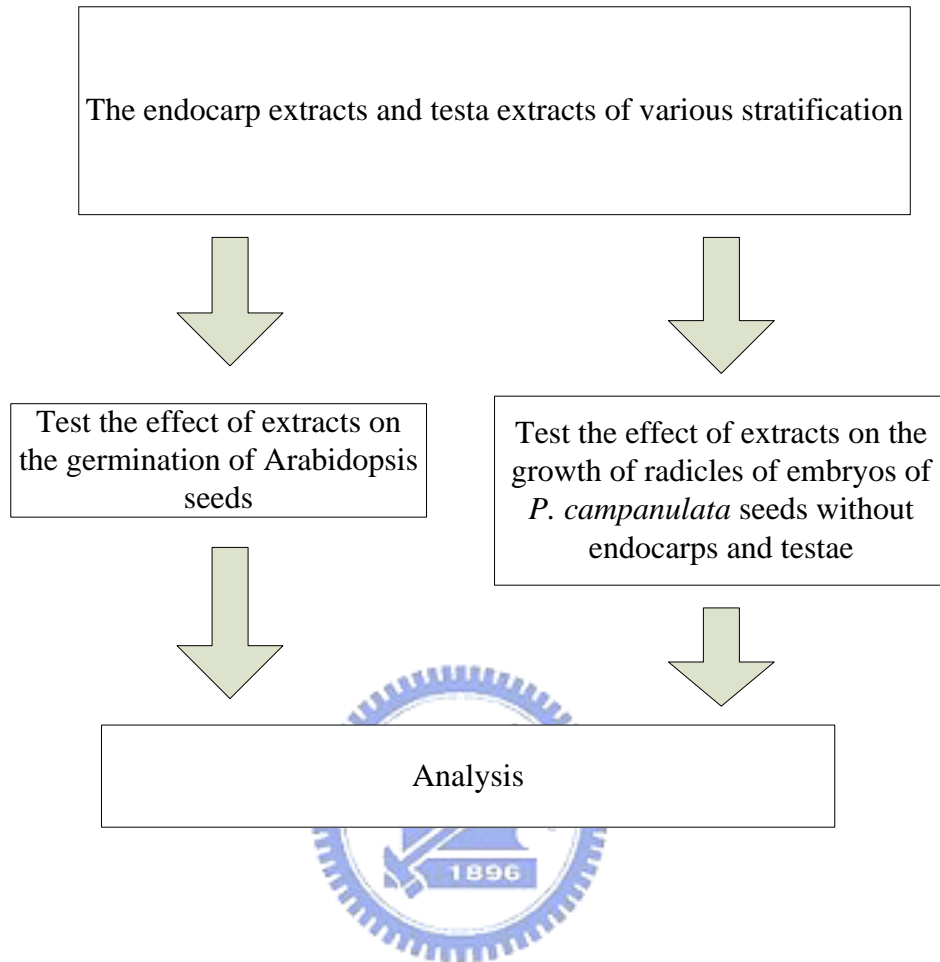 The endocarp extracts and testa extracts of various stratification
Test the effect of extracts on
the germination of Arabidopsis
seeds
Test the effect of extracts on the
growth of radicles of embryos of
P. campanulata seeds without
endocarps and testae
Analysis
1896